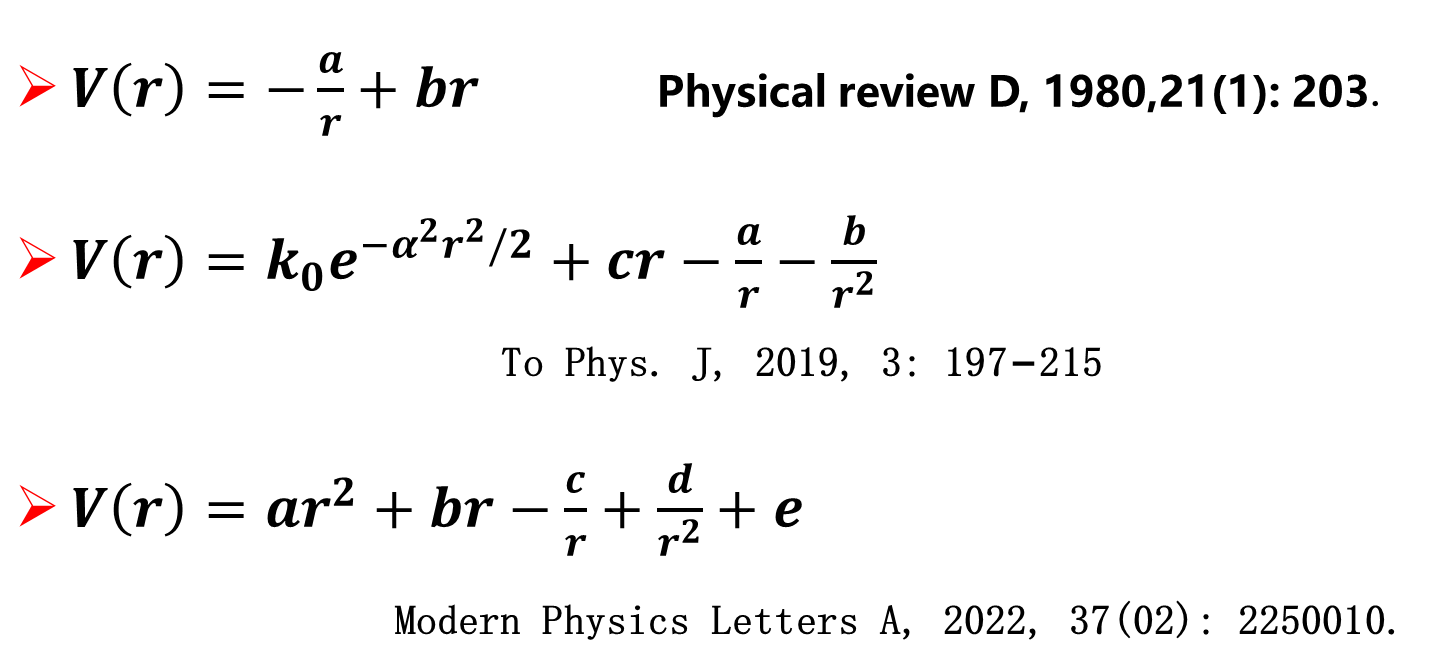 ➢ V(r) = −a/r + br Physical review D, 1980,21(1): 203.
➢ V(r) = k₀e^(−α²r²/2) + cr − a/r − b/r²
To Phys. J, 2019, 3: 197-215
➢ V(r) = ar² + br − c/r + d/r² + e
Modern Physics Letters A, 2022, 37(02): 2250010.